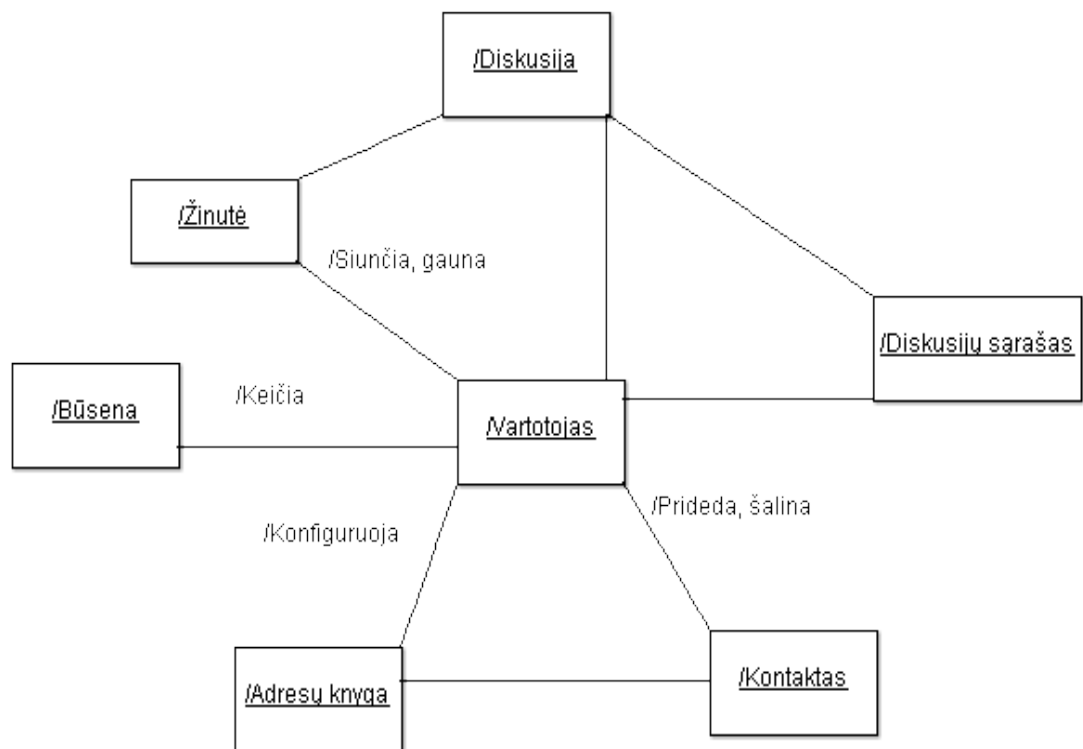 /Diskusija
/Žinutė
/Siunčia, gauna
/Diskusijų sąrašas
/Keičia
/Būsena
/Vartotojas
/Prideda, šalina
/Konfiguruoja
/Kontaktas
/Adresų knyga